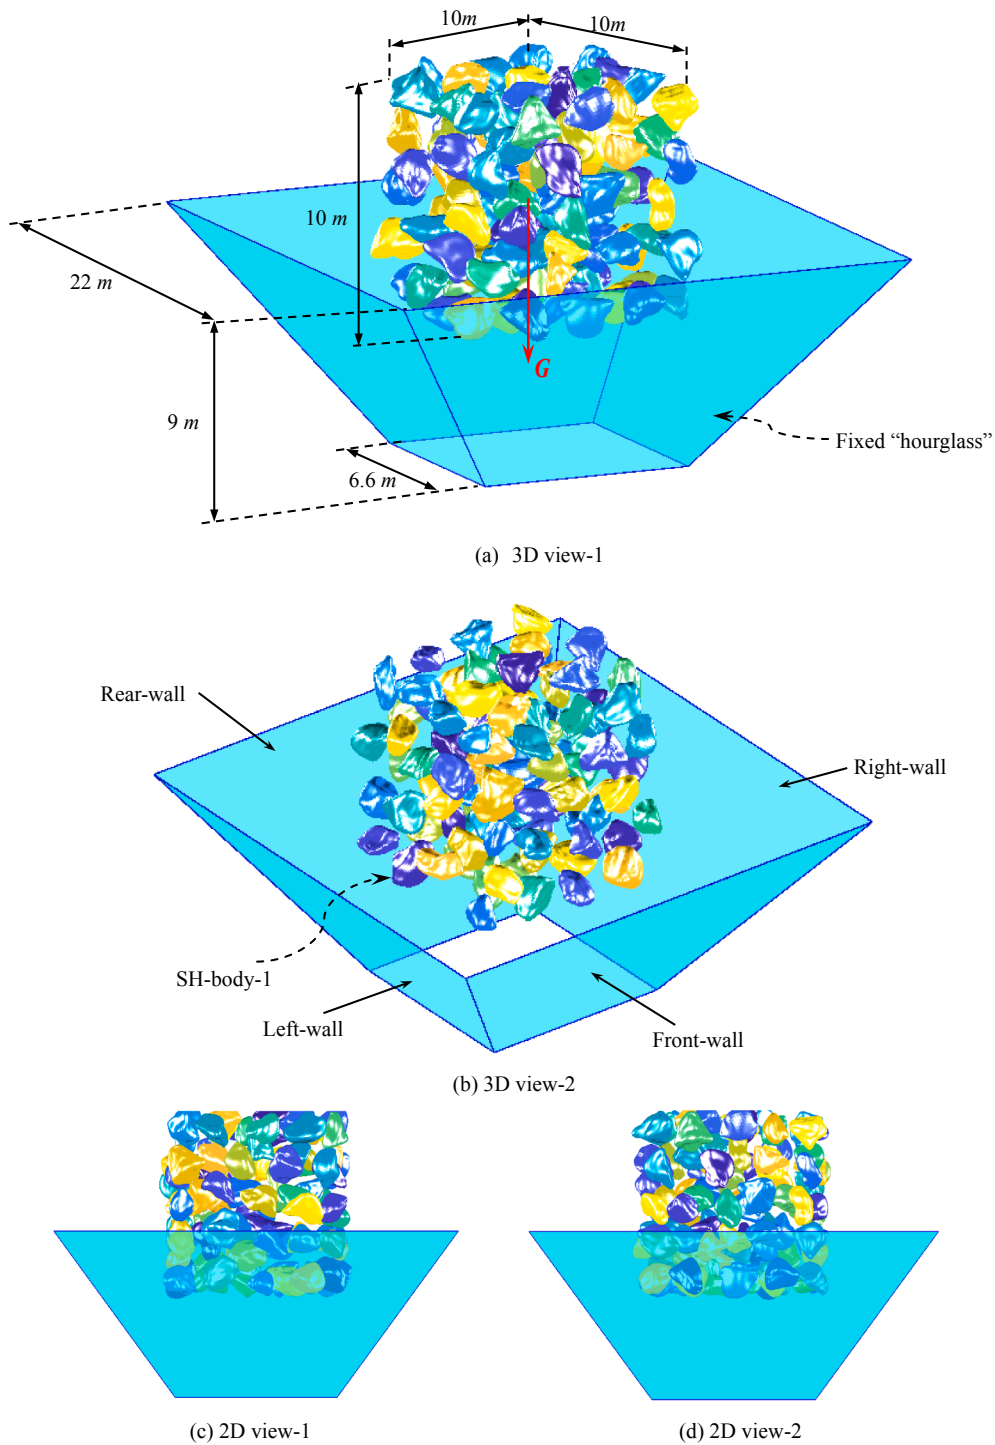 10m
10m
10 m
22 m
9 m
6.6 m
G
Fixed “hourglass”
(a) 3D view-1
Rear-wall
Right-wall
SH-body-1
Left-wall
Front-wall
(b) 3D view-2
(c) 2D view-1
(d) 2D view-2